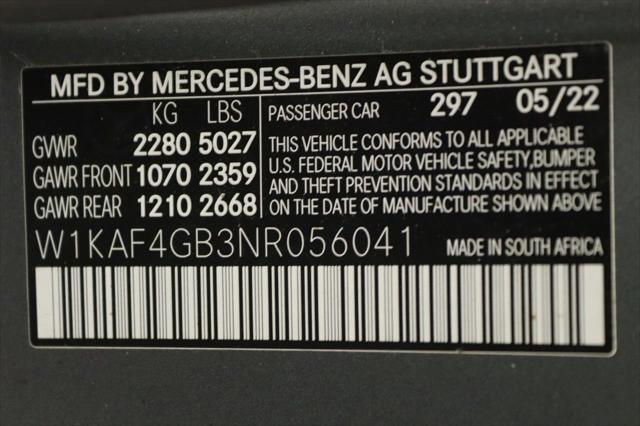 MFD BY MERCEDES-BENZ AG STUTTGART
KG LBS
GVWR 2280 5027
GAWR FRONT 1070 2359
GAWR REAR 1210 2668
PASSENGER CAR 297 05/22
THIS VEHICLE CONFORMS TO ALL APPLICABLE
U.S. FEDERAL MOTOR VEHICLE SAFETY,BUMPER
AND THEFT PREVENTION STANDARDS IN EFFECT
ON THE DATE OF MANUFACTURE SHOWN ABOVE
W1KAF4GB3NR056041 MADE IN SOUTH AFRICA